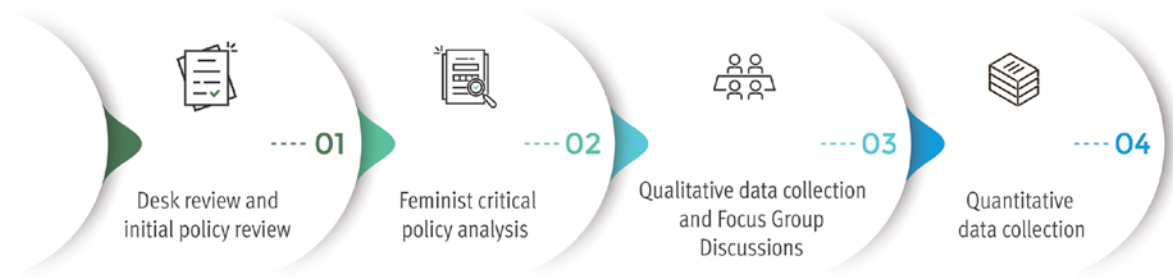 01
Desk review and
initial policy review
02
Feminist critical
policy analysis
03
Qualitative data collection
and Focus Group
Discussions
04
Quantitative
data collection